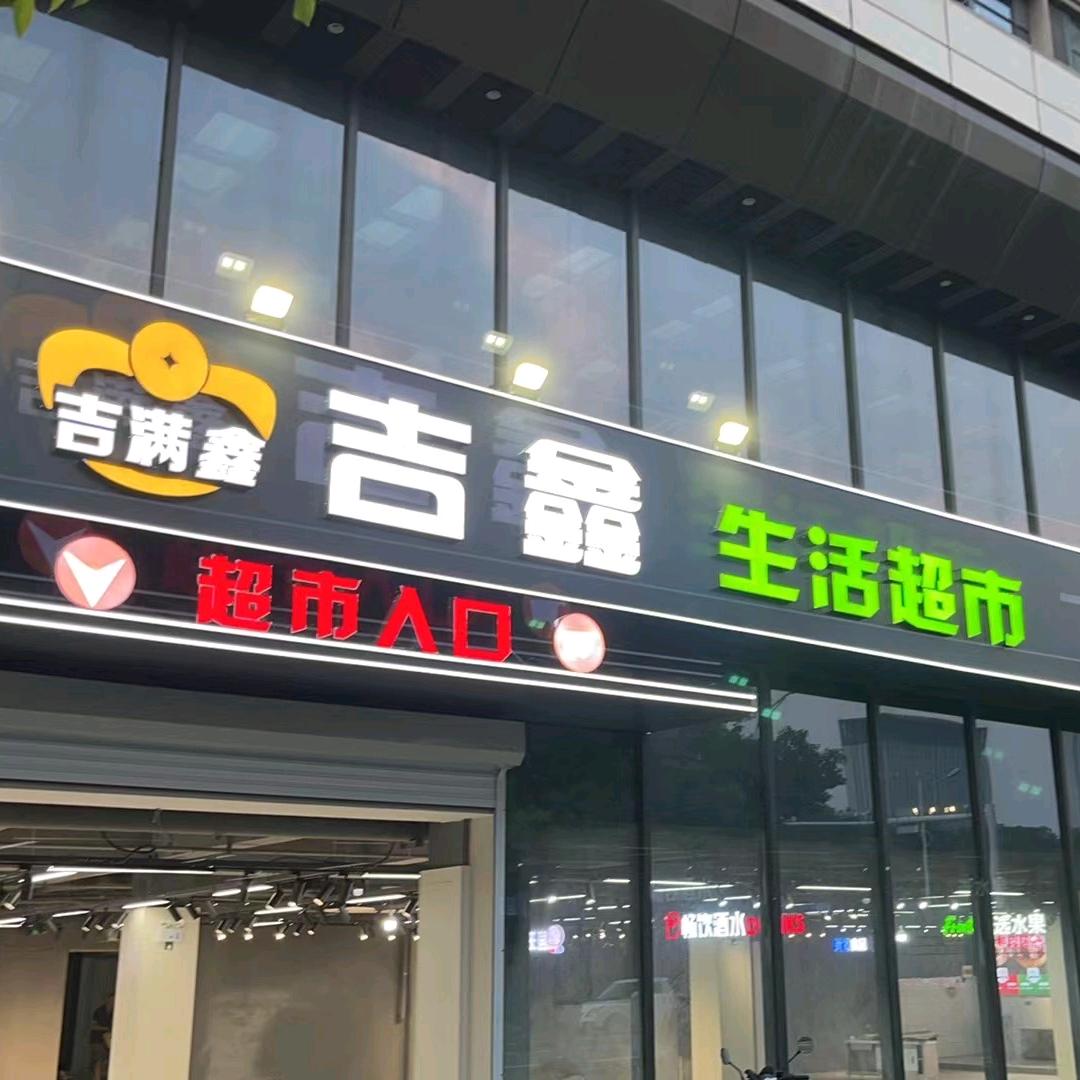 吉满鑫
吉鑫
生活超市
超市入口
畅饮酒水
选水果